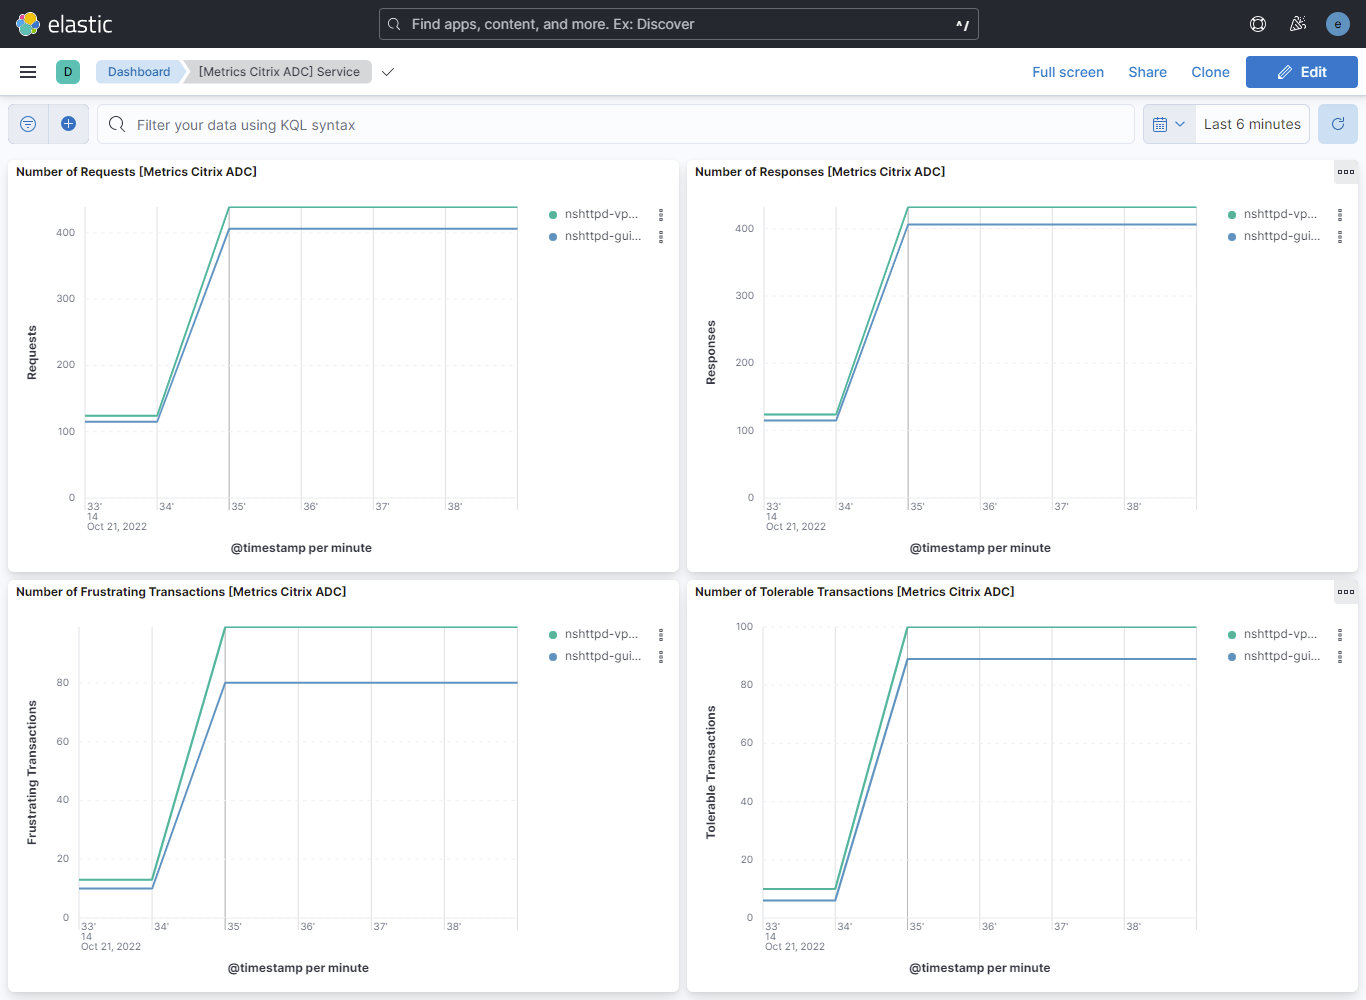 elastic
Find apps, content, and more. Ex: Discover
^/
e
D
Dashboard
[Metrics Citrix ADC] Service
Full screen
Share
Clone
Edit
Filter your data using KQL syntax
Last 6 minutes
Number of Requests [Metrics Citrix ADC]
Requests
400
300
200
100
0
33' 34' 35' 36' 37' 38'
14
Oct 21, 2022
@timestamp per minute
nshttpd-vp...
nshttpd-gui...
Number of Responses [Metrics Citrix ADC]
Responses
400
300
200
100
0
33' 34' 35' 36' 37' 38'
14
Oct 21, 2022
@timestamp per minute
nshttpd-vp...
nshttpd-gui...
Number of Frustrating Transactions [Metrics Citrix ADC]
Frustrating Transactions
80
60
40
20
0
33' 34' 35' 36' 37' 38'
14
Oct 21, 2022
@timestamp per minute
nshttpd-vp...
nshttpd-gui...
Number of Tolerable Transactions [Metrics Citrix ADC]
Tolerable Transactions
100
80
60
40
20
0
33' 34' 35' 36' 37' 38'
14
Oct 21, 2022
@timestamp per minute
nshttpd-vp...
nshttpd-gui...